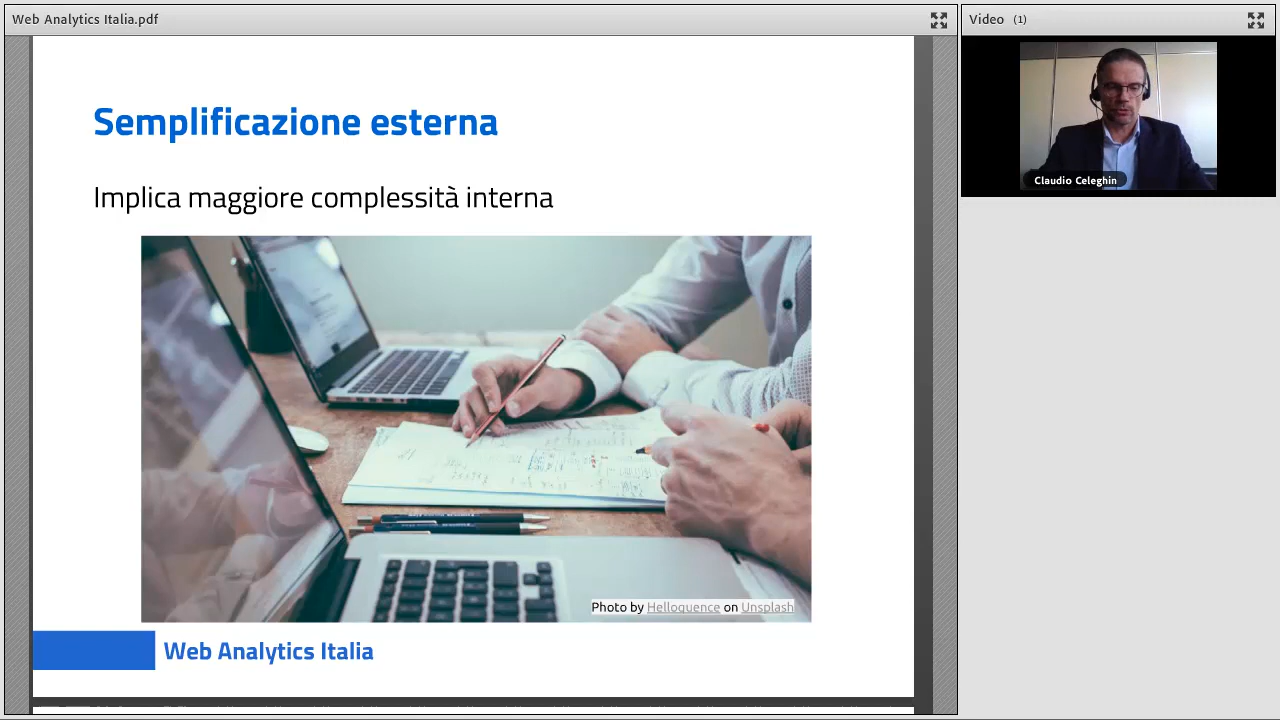 Web Analytics Italia.pdf
Video (1)
Claudio Celeghin
Semplificazione esterna
Implica maggiore complessità interna
Photo by Helloquence on Unsplash
Web Analytics Italia